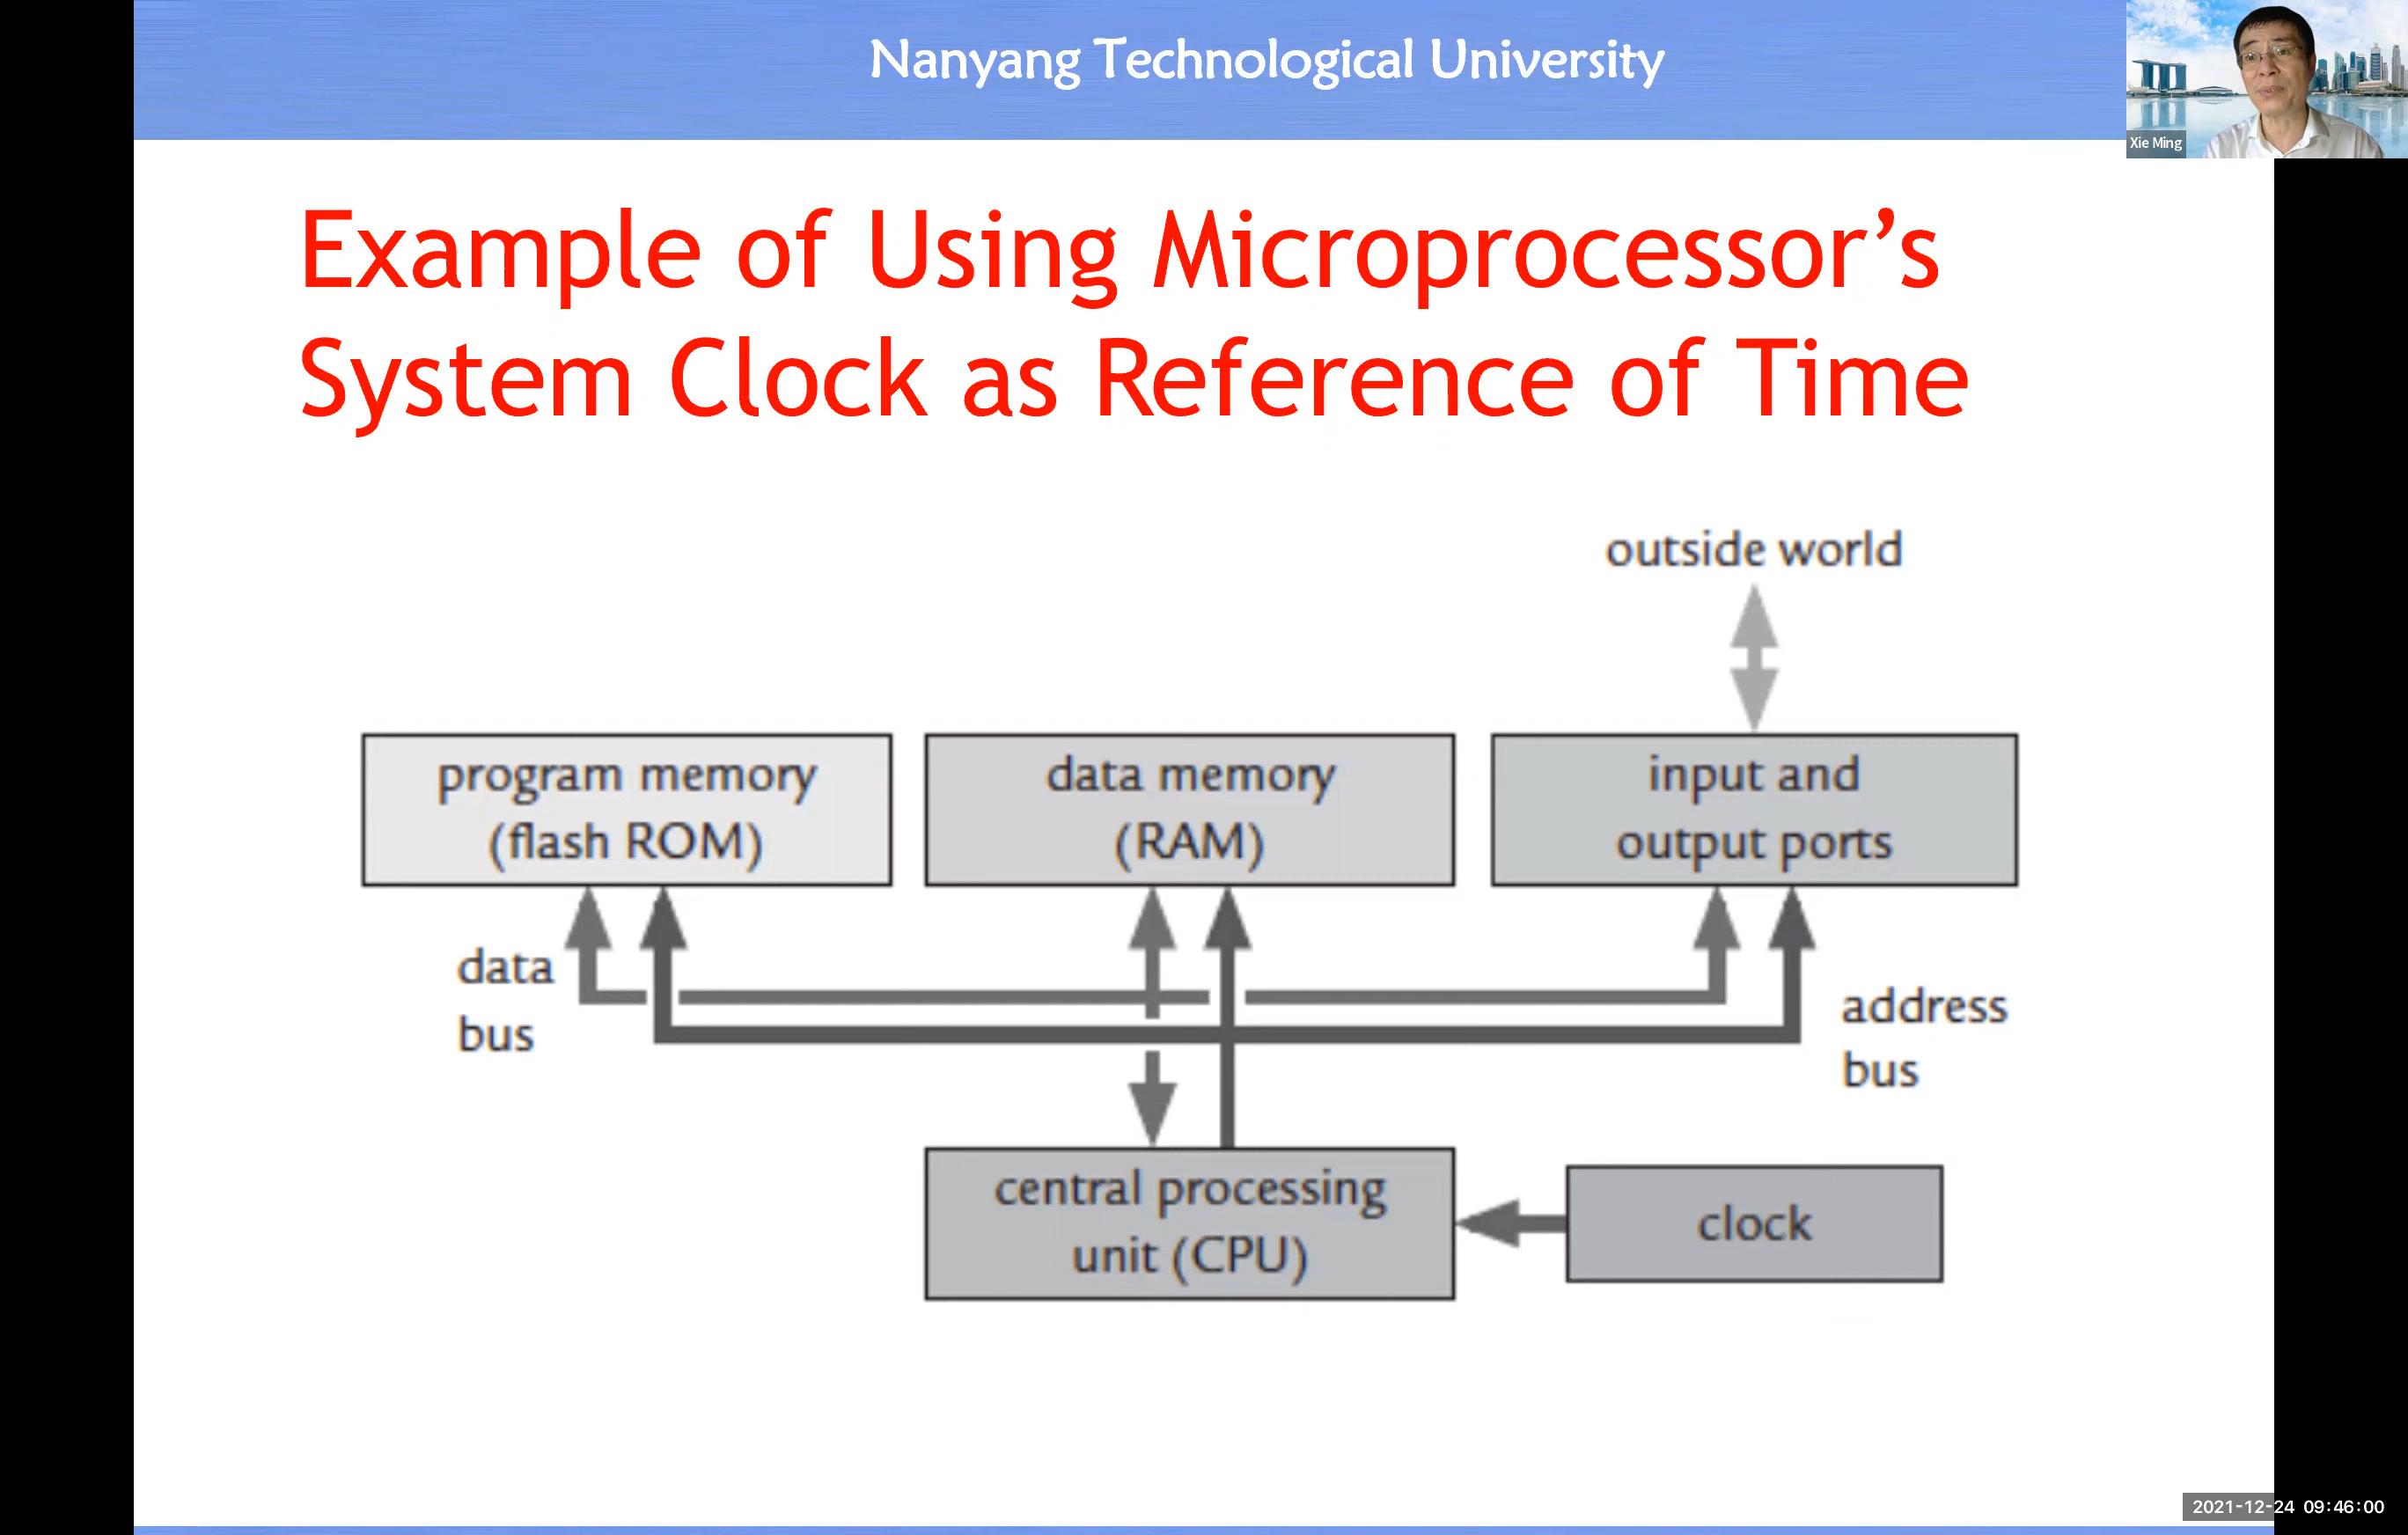 Nanyang Technological University
Xie Ming
Example of Using Microprocessor’s
System Clock as Reference of Time
outside world
program memory
(flash ROM)
data memory
(RAM)
input and
output ports
data
bus
address
bus
central processing
unit (CPU)
clock
2021-12-24 09:46:00